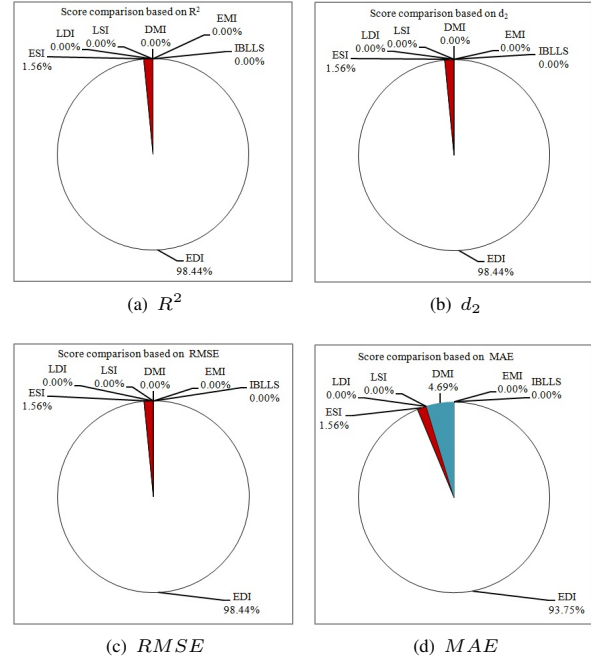 Score comparison based on R²
EMI
0.00%
DMI
0.00%
LSI
0.00%
LDI
0.00%
IBLLS
0.00%
ESI
1.56%
EDI
98.44%
(a) R²
Score comparison based on d₂
DMI
0.00%
EMI
0.00%
LSI
0.00%
LDI
0.00%
IBLLS
0.00%
ESI
1.56%
EDI
98.44%
(b) d₂
Score comparison based on RMSE
LDI
0.00%
LSI
0.00%
DMI
0.00%
EMI
0.00%
IBLLS
0.00%
ESI
1.56%
EDI
98.44%
(c) RMSE
Score comparison based on MAE
LDI
0.00%
LSI
0.00%
DMI
4.69%
EMI
0.00%
IBLLS
0.00%
ESI
1.56%
EDI
93.75%
(d) MAE